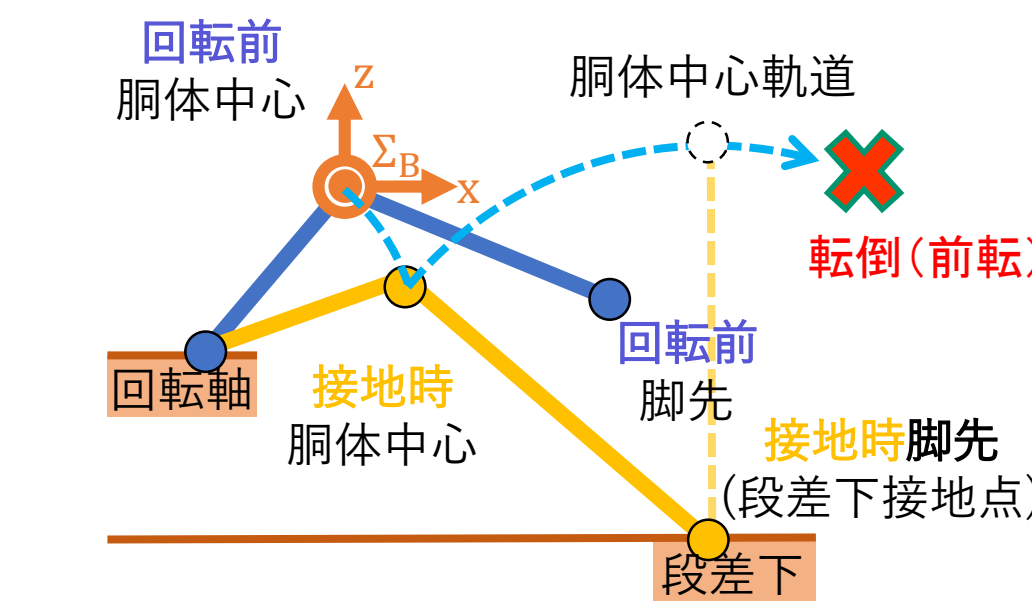 回転前
胴体中心
z
Σ_B
x
胴体中心軌道
転倒(前転)
回転前
脚先
回転軸
接地時
胴体中心
接地時脚先
(段差下接地点)
段差下